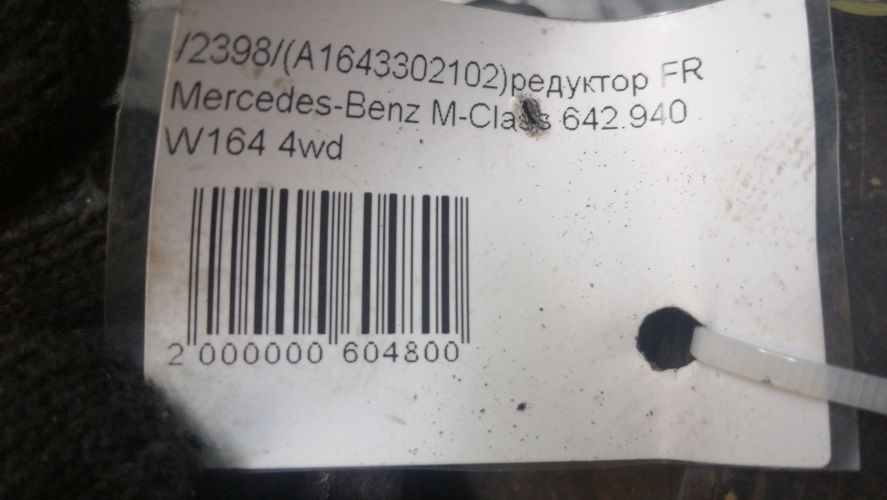 /2398/(A1643302102)редуктор FR
Mercedes-Benz M-Class 642.940
W164 4wd
2 000000 604800